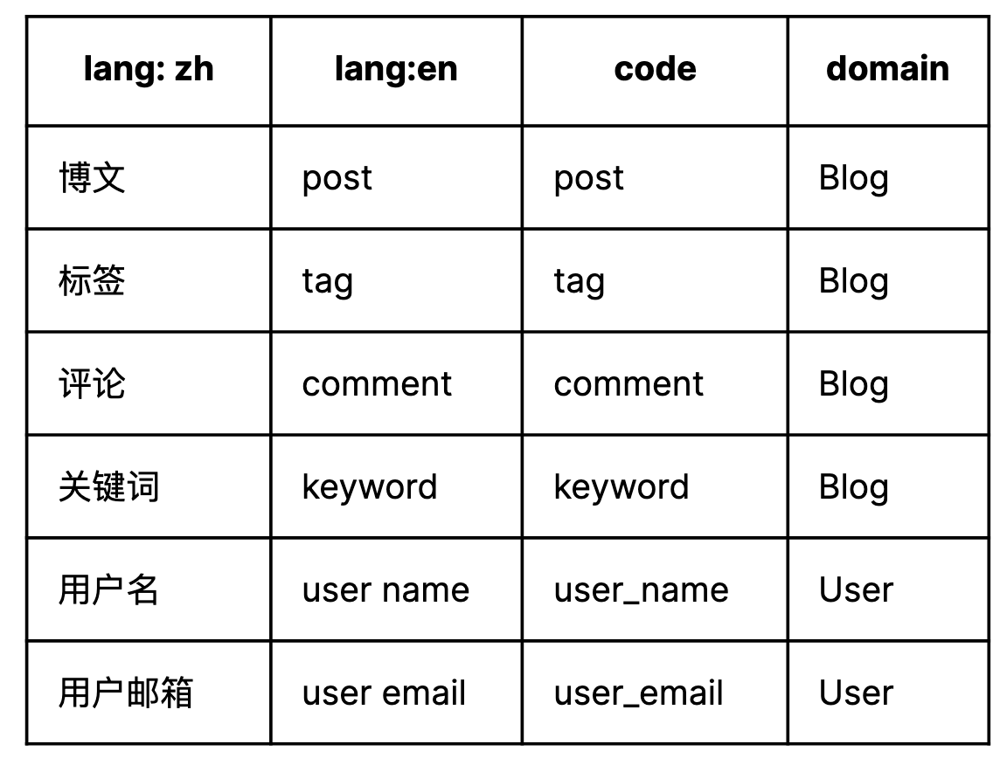 lang: zh lang:en code domain
博文 post post Blog
标签 tag tag Blog
评论 comment comment Blog
关键词 keyword keyword Blog
用户名 user name user_name User
用户邮箱 user email user_email User